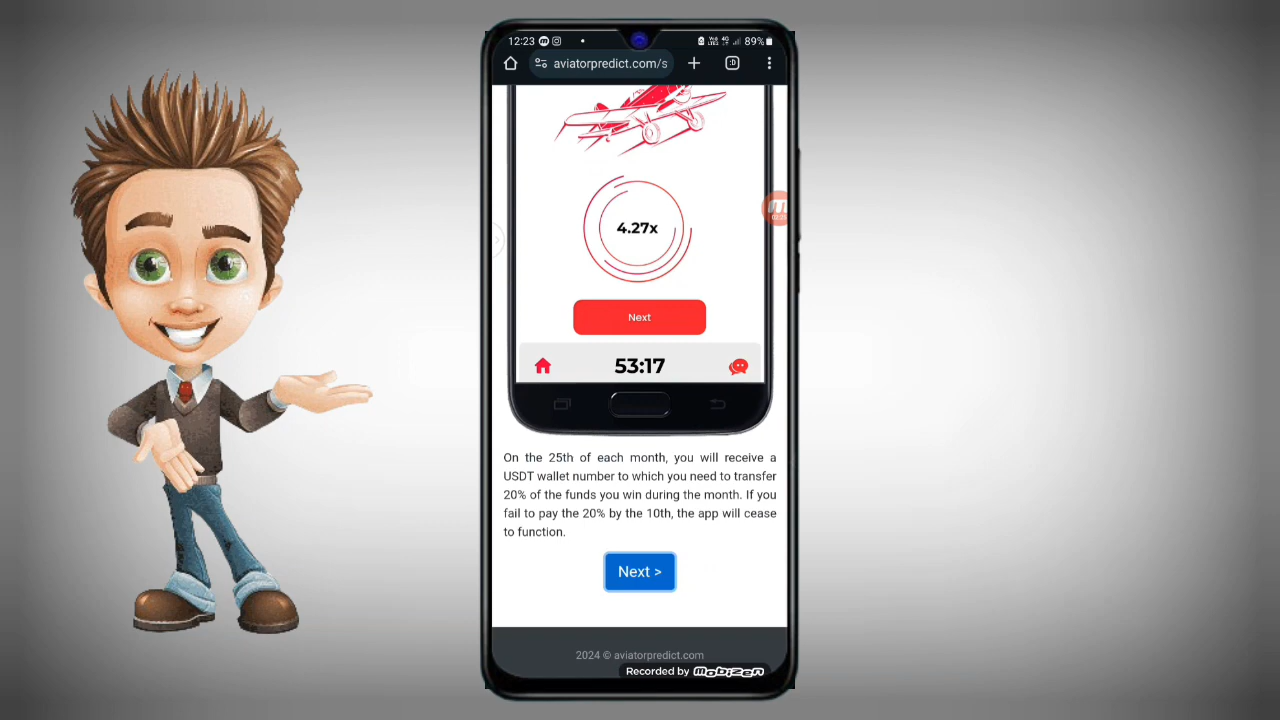 12:23
89%
aviatorpredict.com/s
:D
4.27x
Next
53:17
On the 25th of each month, you will receive a
USDT wallet number to which you need to transfer
20% of the funds you win during the month. If you
fail to pay the 20% by the 10th, the app will cease
to function.
Next >
2024 © aviatorpredict.com
Recorded by Mobizen